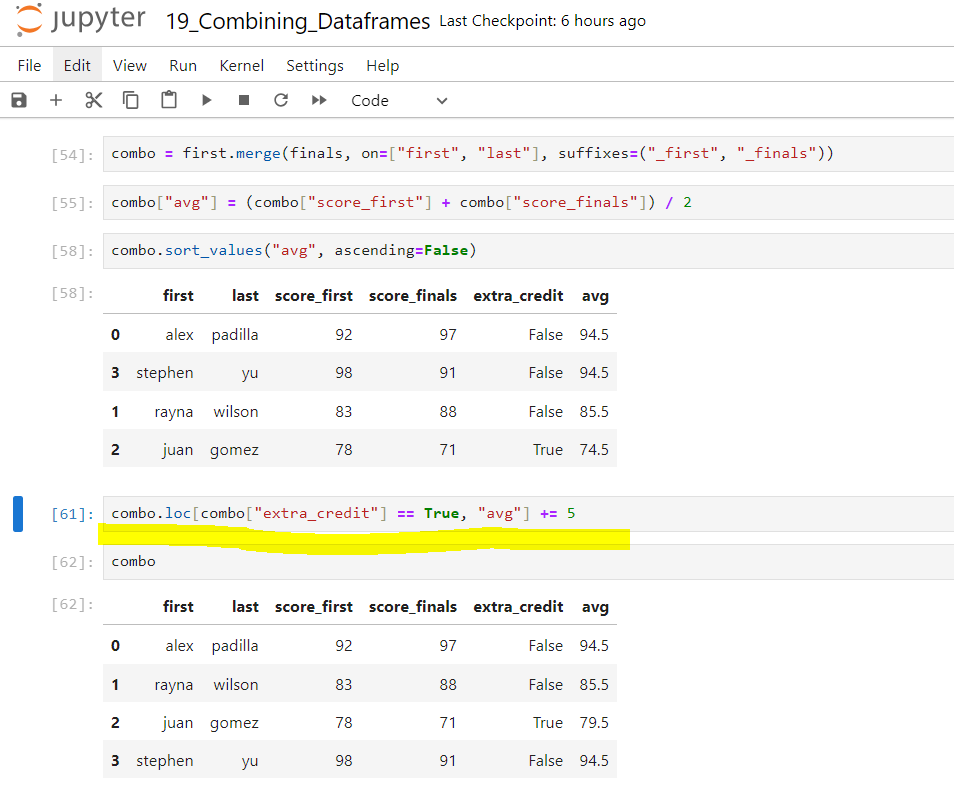 jupyter 19_Combining_Dataframes Last Checkpoint: 6 hours ago
File Edit View Run Kernel Settings Help
Code
[54]: combo = first.merge(finals, on=["first", "last"], suffixes=("_first", "_finals"))
[55]: combo["avg"] = (combo["score_first"] + combo["score_finals"]) / 2
[58]: combo.sort_values("avg", ascending=False)
[58]: first last score_first score_finals extra_credit avg
0 alex padilla 92 97 False 94.5
3 stephen yu 98 91 False 94.5
1 rayna wilson 83 88 False 85.5
2 juan gomez 78 71 True 74.5
[61]: combo.loc[combo["extra_credit"] == True, "avg"] += 5
[62]: combo
[62]: first last score_first score_finals extra_credit avg
0 alex padilla 92 97 False 94.5
1 rayna wilson 83 88 False 85.5
2 juan gomez 78 71 True 79.5
3 stephen yu 98 91 False 94.5